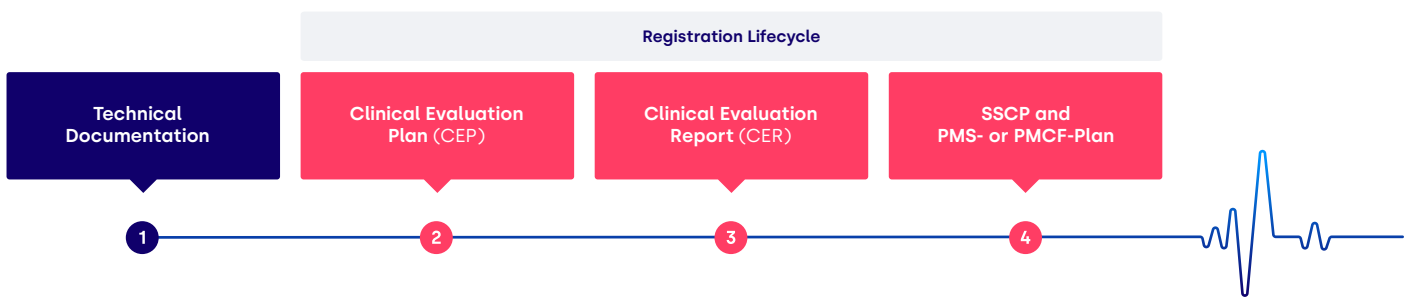 Registration Lifecycle
Technical
Documentation
Clinical Evaluation
Plan (CEP)
Clinical Evaluation
Report (CER)
SSCP and
PMS- or PMCF-Plan
1
2
3
4